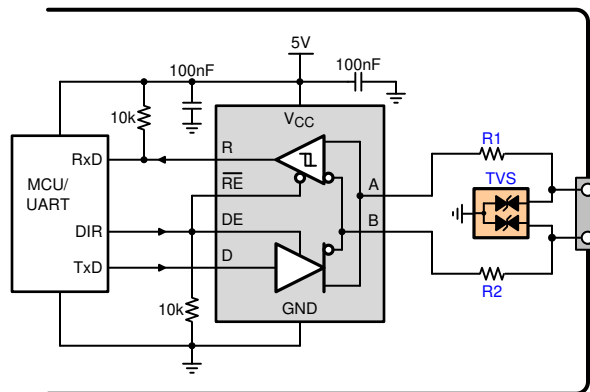 5V
100nF
100nF
10k
VCC
R1
RxD
R
RE
A
TVS
MCU/
UART
DIR
DE
B
TxD
D
R2
10k
GND